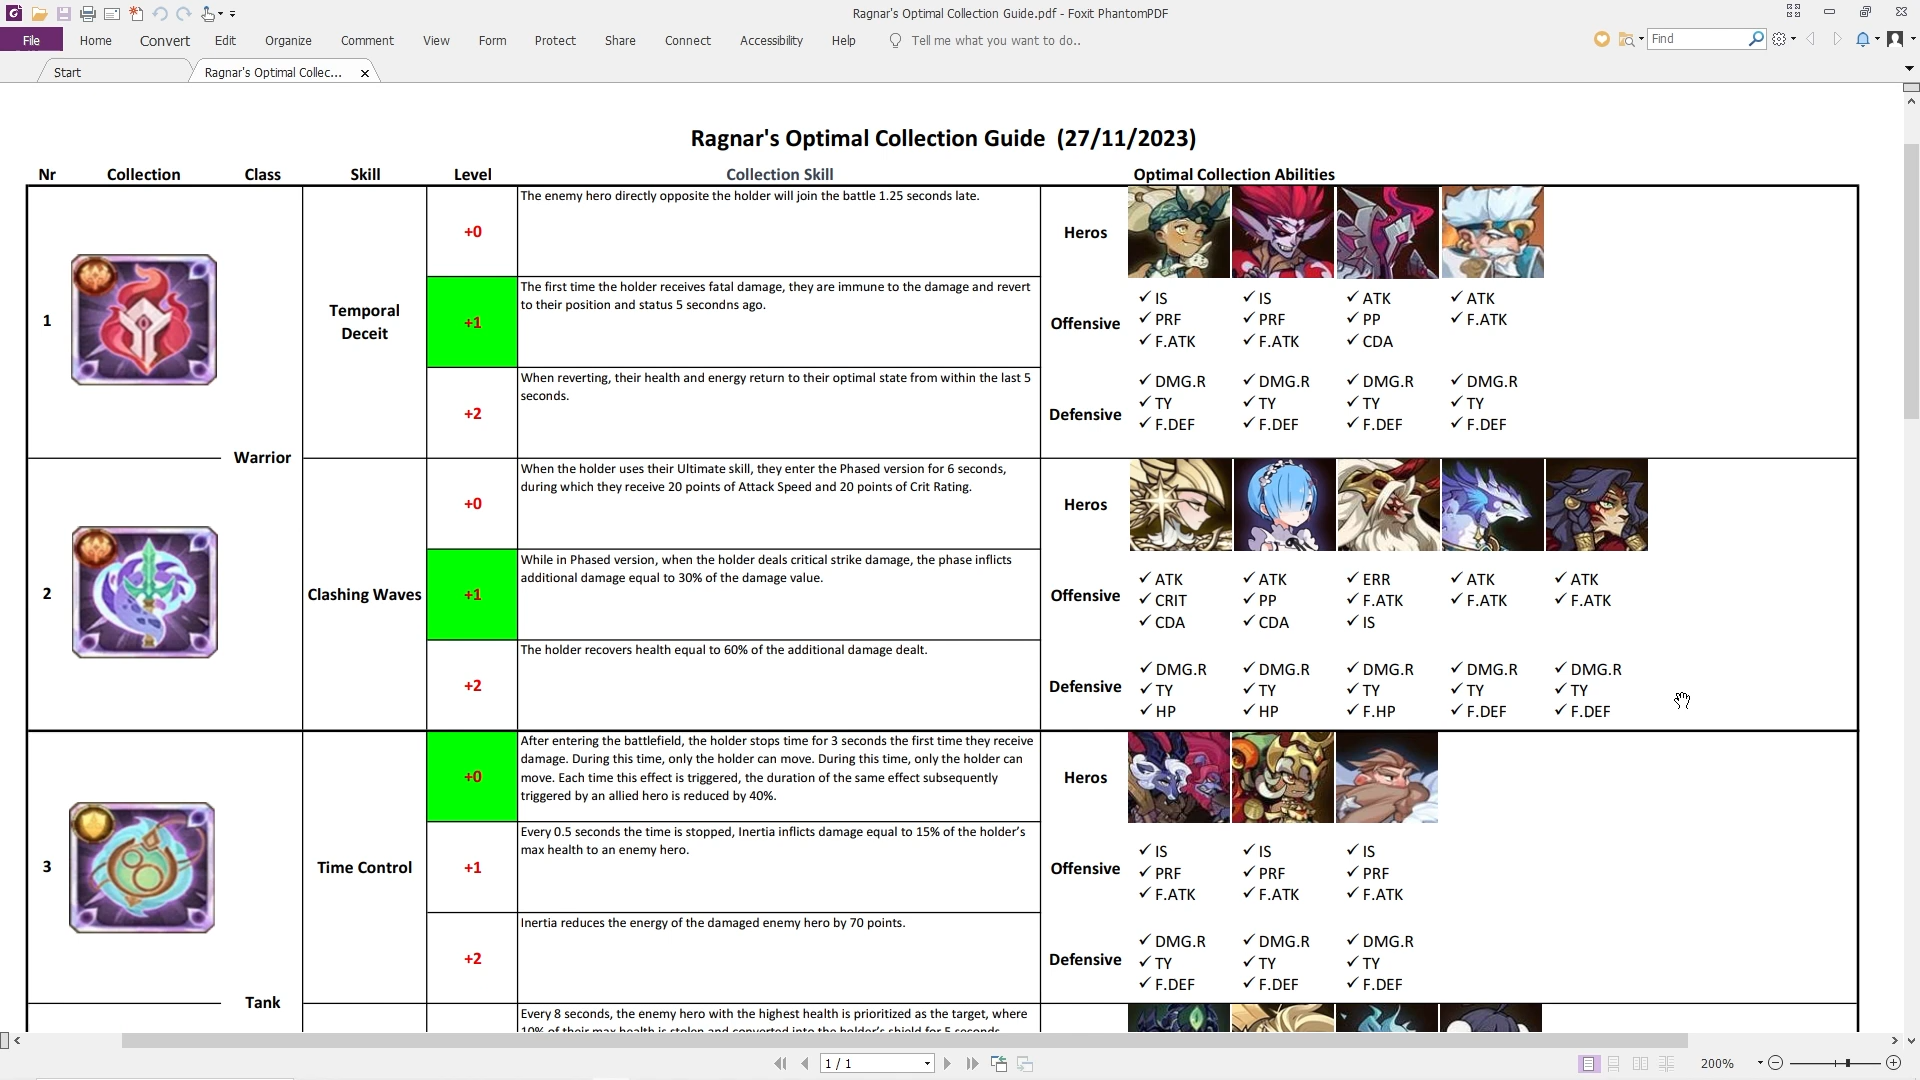 Ragnar's Optimal Collection Guide.pdf - Foxit PhantomPDF
File Home Convert Edit Organize Comment View Form Protect Share Connect Accessibility Help Tell me what you want to do.. Find
Start Ragnar's Optimal Collec...
Ragnar's Optimal Collection Guide (27/11/2023)
Nr Collection Class Skill Level Collection Skill Optimal Collection Abilities
1
Warrior
Temporal
Deceit
+0
The enemy hero directly opposite the holder will join the battle 1.25 seconds late.
+1
The first time the holder receives fatal damage, they are immune to the damage and revert
to their position and status 5 secondns ago.
+2
When reverting, their health and energy return to their optimal state from within the last 5
seconds.
Heros
Offensive
✓ IS ✓ IS ✓ ATK ✓ ATK
✓ PRF ✓ PRF ✓ PP ✓ F.ATK
✓ F.ATK ✓ F.ATK ✓ CDA
Defensive
✓ DMG.R ✓ DMG.R ✓ DMG.R ✓ DMG.R
✓ TY ✓ TY ✓ TY ✓ TY
✓ F.DEF ✓ F.DEF ✓ F.DEF ✓ F.DEF
2
Clashing Waves
+0
When the holder uses their Ultimate skill, they enter the Phased version for 6 seconds,
during which they receive 20 points of Attack Speed and 20 points of Crit Rating.
+1
While in Phased version, when the holder deals critical strike damage, the phase inflicts
additional damage equal to 30% of the damage value.
+2
The holder recovers health equal to 60% of the additional damage dealt.
Heros
Offensive
✓ ATK ✓ ATK ✓ ERR ✓ ATK ✓ ATK
✓ CRIT ✓ PP ✓ F.ATK ✓ F.ATK ✓ F.ATK
✓ CDA ✓ CDA ✓ IS
Defensive
✓ DMG.R ✓ DMG.R ✓ DMG.R ✓ DMG.R ✓ DMG.R
✓ TY ✓ TY ✓ TY ✓ TY ✓ TY
✓ HP ✓ HP ✓ F.HP ✓ F.DEF ✓ F.DEF
3
Tank
Time Control
+0
After entering the battlefield, the holder stops time for 3 seconds the first time they receive
damage. During this time, only the holder can move. During this time, only the holder can
move. Each time this effect is triggered, the duration of the same effect subsequently
triggered by an allied hero is reduced by 40%.
+1
Every 0.5 seconds the time is stopped, Inertia inflicts damage equal to 15% of the holder's
max health to an enemy hero.
+2
Inertia reduces the energy of the damaged enemy hero by 70 points.
Heros
Offensive
✓ IS ✓ IS ✓ IS
✓ PRF ✓ PRF ✓ PRF
✓ F.ATK ✓ F.ATK ✓ F.ATK
Defensive
✓ DMG.R ✓ DMG.R ✓ DMG.R
✓ TY ✓ TY ✓ TY
✓ F.DEF ✓ F.DEF ✓ F.DEF
Every 8 seconds, the enemy hero with the highest health is prioritized as the target, where
10% of their max health is stolen and converted into the holder's shield for 5 seconds.
1 / 1
200%